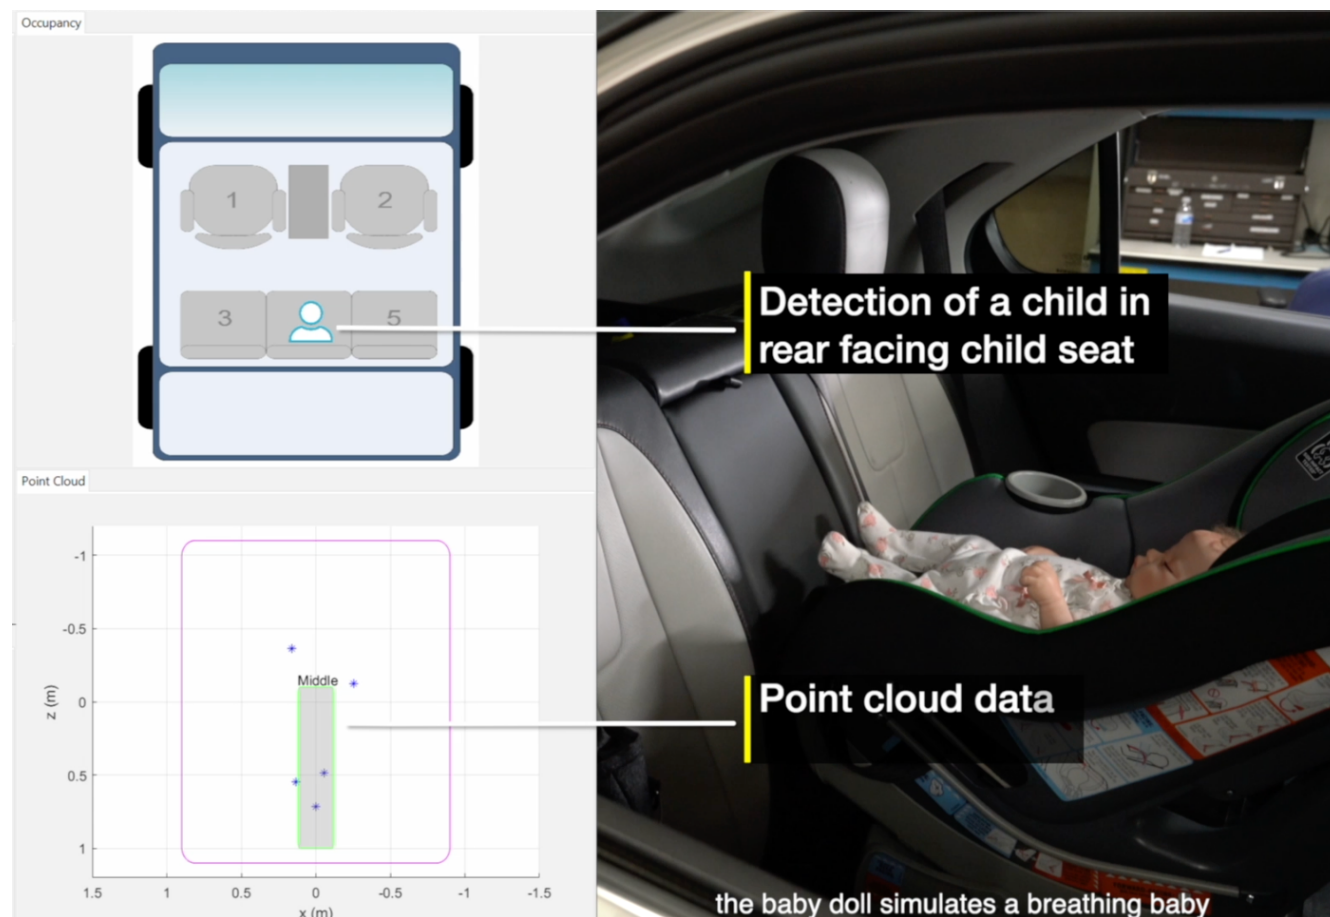 Occupancy
1
2
3
5
Point Cloud
-1
-0.5
0
0.5
1
z (m)
Middle
1.5
1
0.5
0
-0.5
-1
-1.5
x (m)
Detection of a child in
rear facing child seat
Point cloud data
the baby doll simulates a breathing baby